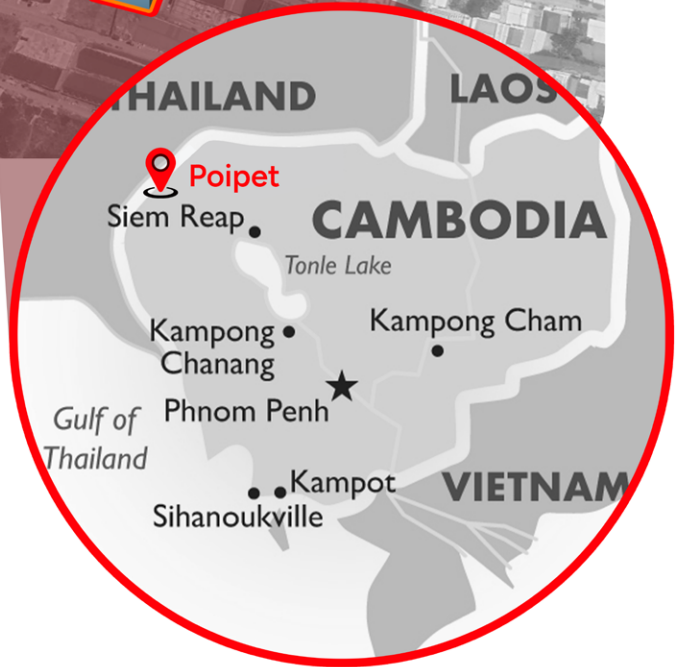 THAILAND
LAOS
Poipet
Siem Reap
CAMBODIA
Tonle Lake
Kampong Cham
Kampong
Chanang
Phnom Penh
Gulf of
Thailand
Kampot
VIETNAM
Sihanoukville